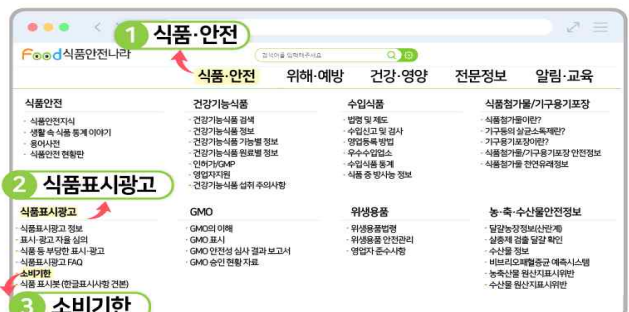 1 식품·안전
Food 식품안전나라
검색어를 입력해주세요
식품·안전 위해·예방 건강·영양 전문정보 알림·교육
식품안전
· 식품안전지식
· 생활 속 식품 통계 이야기
· 용어사전
· 식품안전 현황판
건강기능식품
· 건강기능식품 검색
· 건강기능식품 정보
· 건강기능식품 기능별 정보
· 건강기능식품 원료별 정보
· 인허가/GMP
· 영업자지원
· 건강기능식품 섭취 주의사항
수입식품
· 법령 및 제도
· 수입신고 및 검사
· 영업등록 방법
· 우수수입업소
· 수입식품 통계
· 식품 중 방사능 정보
식품첨가물/기구용기포장
· 식품첨가물이란?
· 기구등의 살균소독제란?
· 기구용기포장이란?
· 식품첨가물/기구용기포장 안전정보
· 식품첨가물 천연유래정보
2 식품표시광고
식품표시광고
· 식품표시광고 정보
· 표시·광고 자율 심의
· 식품 등 부당한 표시·광고
· 식품표시광고 FAQ
· 소비기한
· 식품 표시봇 (한글표시사항 견본)
3 소비기한
GMO
· GMO의 이해
· GMO 표시
· GMO 안전성 심사 결과 보고서
· GMO 승인 현황 자료
위생용품
· 위생용품법령
· 위생용품 안전관리
· 영업자 준수사항
농·축·수산물안전정보
· 달걀농장정보(산란계)
· 살충제 검출 달걀 확인
· 수산물 정보
· 비브리오패혈증균 예측시스템
· 농축산물 원산지표시위반
· 수산물 원산지표시위반